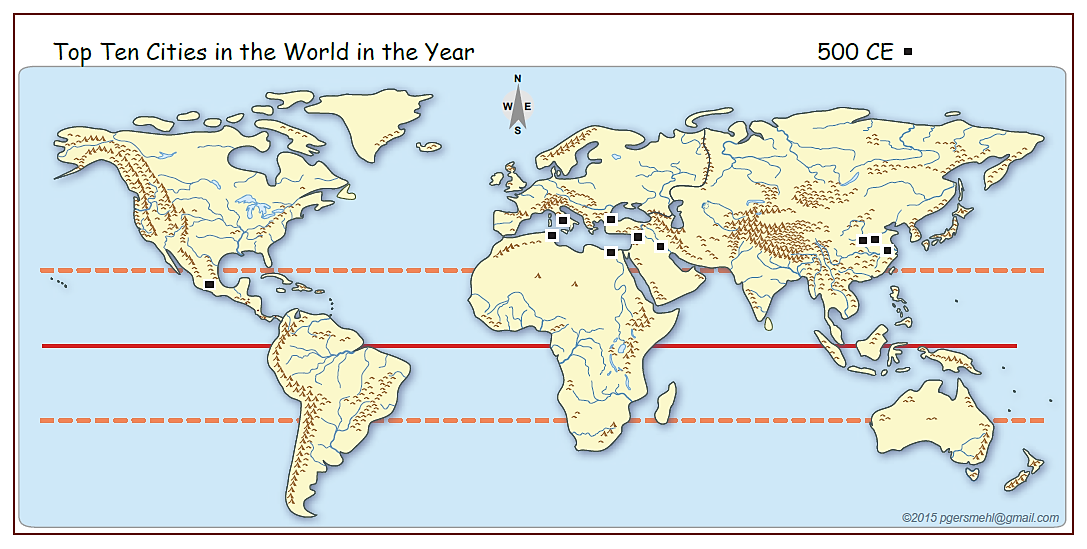 Top Ten Cities in the World in the Year 500 CE
N
W E
S
©2015 pgersmehl@gmail.com